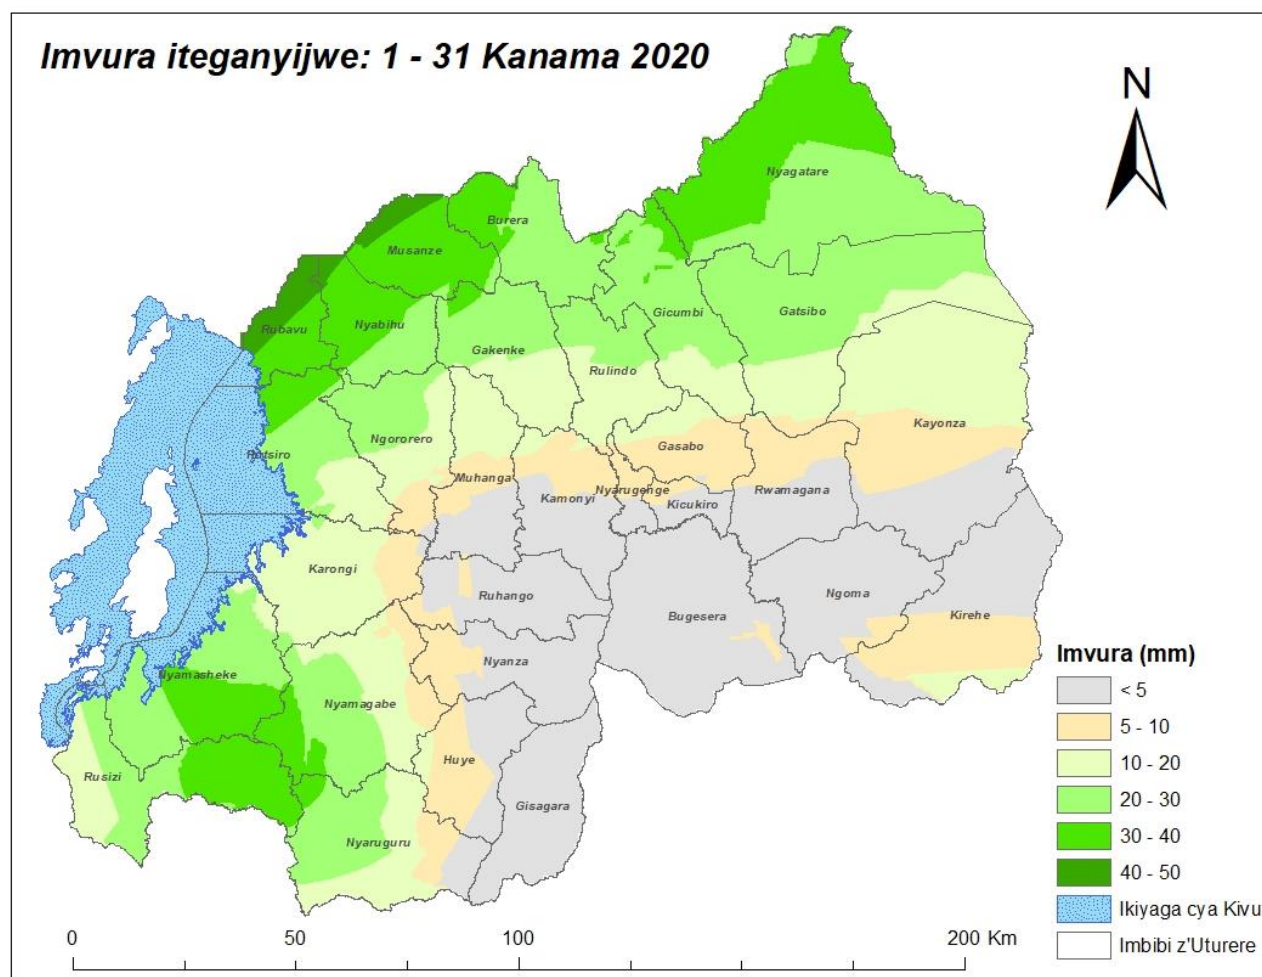 Imvura iteganyijwe: 1 - 31 Kanama 2020
N
Nyagatare
Burera
Musanze
Rubavu
Nyabihu
Gicumbi
Gatsibo
Gakenke
Rulindo
Ngororero
Rutsiro
Gasabo
Kayonza
Muhanga
Kamonyi
Nyarugenge
Kicukiro
Rwamagana
Karongi
Ruhango
Bugesera
Ngoma
Kirehe
Nyanza
Nyamasheke
Nyamagabe
Rusizi
Huye
Gisagara
Nyaruguru
Imvura (mm)
< 5
5 - 10
10 - 20
20 - 30
30 - 40
40 - 50
Ikiyaga cya Kivu
Imbibi z'Uturere
0 50 100 200 Km